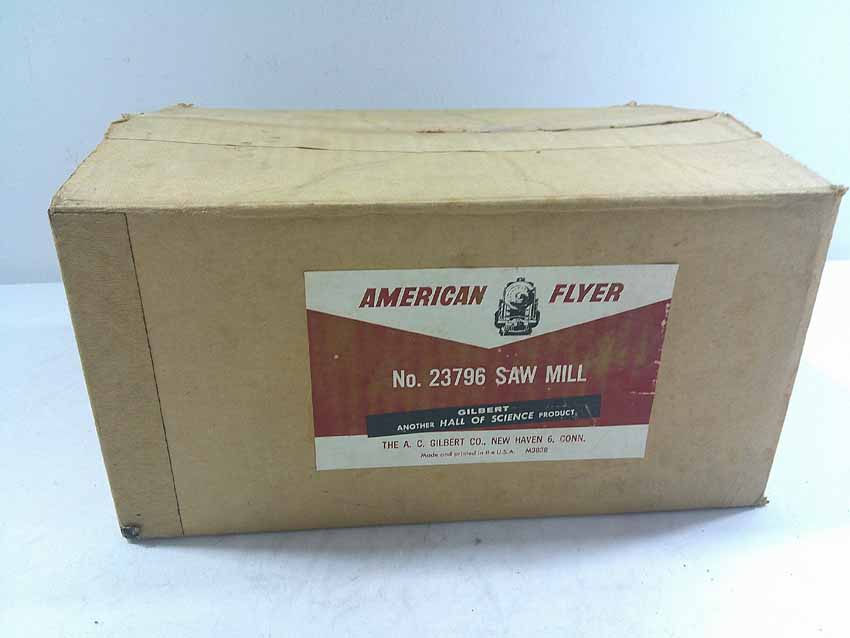 AMERICAN FLYER
No. 23796 SAW MILL
GILBERT
ANOTHER HALL OF SCIENCE PRODUCT
THE A. C. GILBERT CO., NEW HAVEN 6, CONN.
Made and printed in the U.S.A.